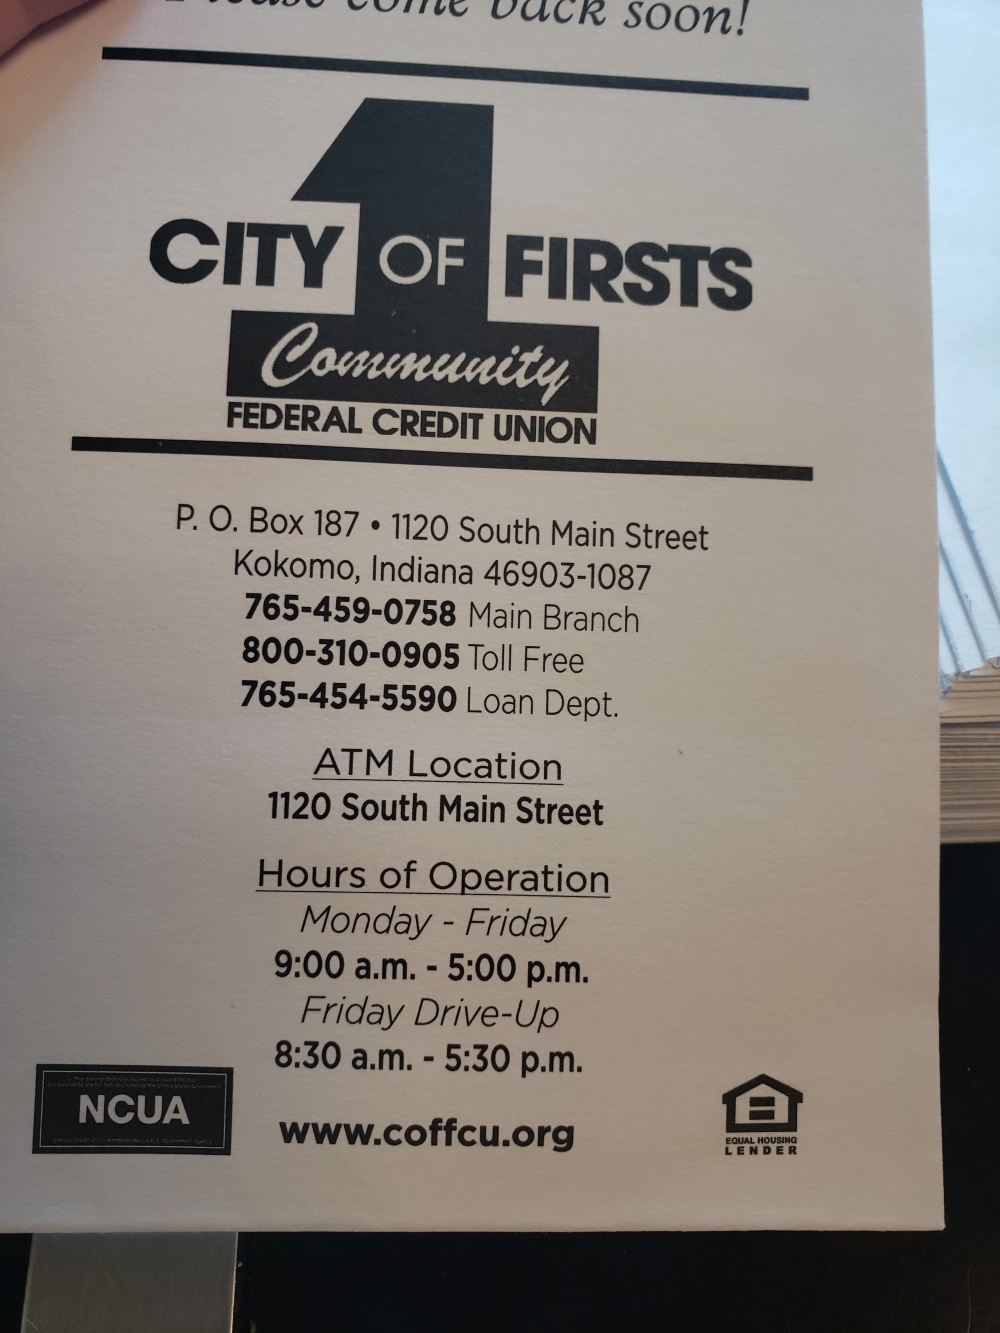 Please come back soon!
CITY OF FIRSTS
Community
FEDERAL CREDIT UNION
P. O. Box 187 • 1120 South Main Street
Kokomo, Indiana 46903-1087
765-459-0758 Main Branch
800-310-0905 Toll Free
765-454-5590 Loan Dept.
ATM Location
1120 South Main Street
Hours of Operation
Monday - Friday
9:00 a.m. - 5:00 p.m.
Friday Drive-Up
8:30 a.m. - 5:30 p.m.
NCUA
www.coffcu.org
EQUAL HOUSING
LENDER